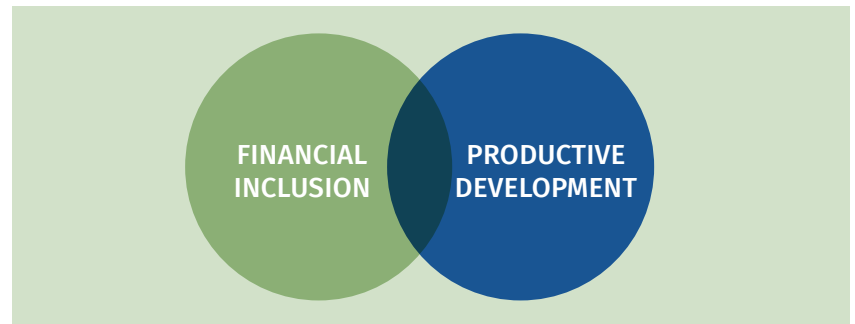 FINANCIAL
INCLUSION
PRODUCTIVE
DEVELOPMENT